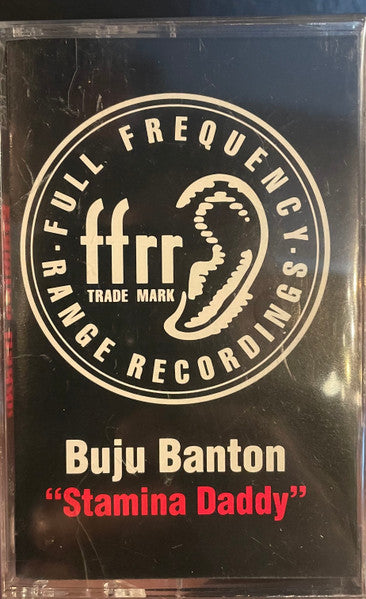 · FULL FREQUENCY ·
RANGE RECORDINGS
ffrr
TRADE MARK
Buju Banton
“Stamina Daddy”